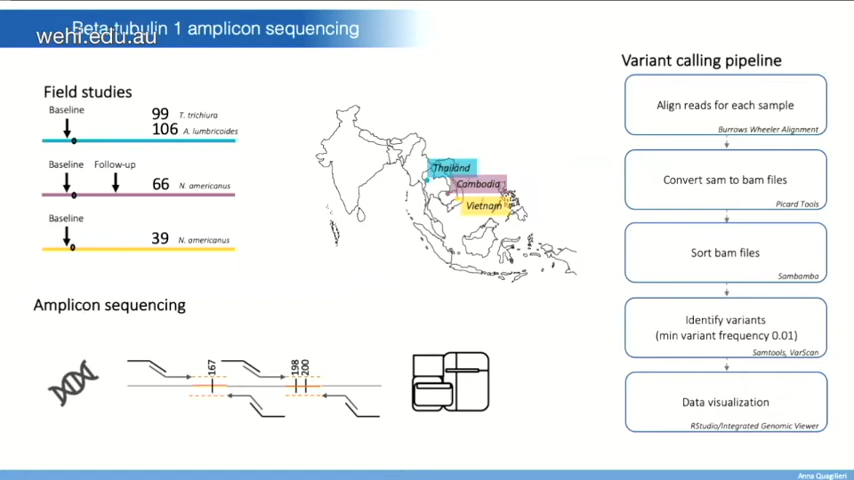 Beta tubulin 1 amplicon sequencing
wehi.edu.au
Field studies
Baseline
99 T. trichiura
106 A. lumbricoides
Baseline Follow-up
66 N. americanus
Baseline
39 N. americanus
Thailand
Cambodia
Vietnam
Amplicon sequencing
167
198
200
Variant calling pipeline
Align reads for each sample
Burrows Wheeler Alignment
Convert sam to bam files
Picard Tools
Sort bam files
Sambamba
Identify variants
(min variant frequency 0.01)
Samtools, VarScan
Data visualization
RStudio/Integrated Genomic Viewer
Anna Quaglieri